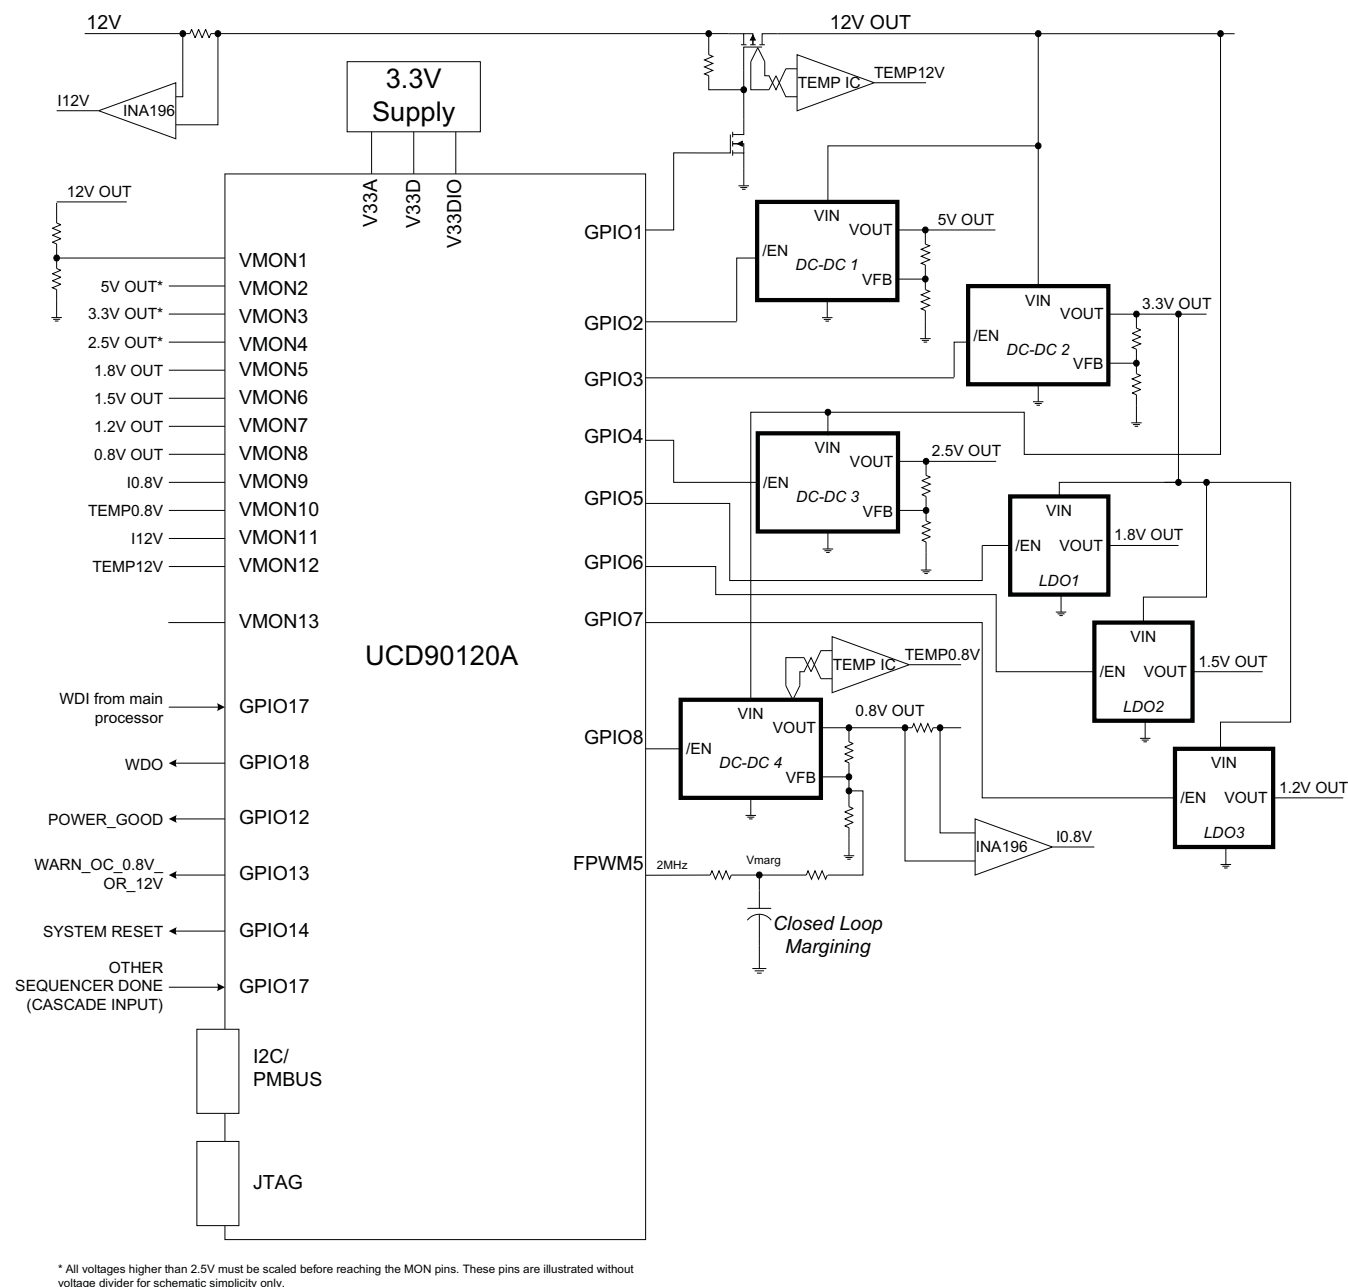 12V
12V OUT
3.3V
Supply
TEMP IC
TEMP12V
I12V
INA196
V33A
V33D
V33DIO
12V OUT
GPIO1
VIN
VOUT
5V OUT
/EN
DC-DC 1
VFB
VMON1
5V OUT*
VMON2
3.3V OUT*
VMON3
2.5V OUT*
VMON4
1.8V OUT
VMON5
1.5V OUT
VMON6
1.2V OUT
VMON7
0.8V OUT
VMON8
I0.8V
VMON9
TEMP0.8V
VMON10
I12V
VMON11
TEMP12V
VMON12
VMON13
GPIO2
VIN
VOUT
3.3V OUT
/EN
DC-DC 2
VFB
GPIO3
GPIO4
VIN
VOUT
2.5V OUT
/EN
DC-DC 3
VFB
GPIO5
VIN
/EN
VOUT
1.8V OUT
LDO1
GPIO6
GPIO7
VIN
/EN
VOUT
1.5V OUT
LDO2
UCD90120A
TEMP IC
TEMP0.8V
WDI from main
processor
GPIO17
WDO
GPIO18
POWER_GOOD
GPIO12
WARN_OC_0.8V_
OR_12V
GPIO13
SYSTEM RESET
GPIO14
OTHER
SEQUENCER DONE
(CASCADE INPUT)
GPIO17
GPIO8
VIN
VOUT
0.8V OUT
/EN
DC-DC 4
VFB
VIN
/EN
VOUT
1.2V OUT
LDO3
INA196
I0.8V
FPWM5
2MHz
Vmarg
Closed Loop
Margining
I2C/
PMBUS
JTAG
* All voltages higher than 2.5V must be scaled before reaching the MON pins. These pins are illustrated without
voltage divider for schematic simplicity only.